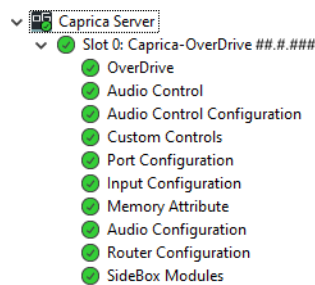 Caprica Server
Slot 0: Caprica-OverDrive ##.#.###
OverDrive
Audio Control
Audio Control Configuration
Custom Controls
Port Configuration
Input Configuration
Memory Attribute
Audio Configuration
Router Configuration
SideBox Modules